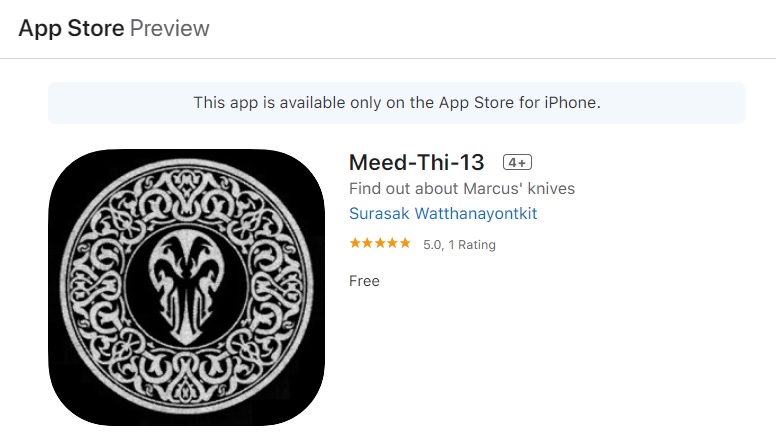 App Store Preview
This app is available only on the App Store for iPhone.
Meed-Thi-13 4+
Find out about Marcus' knives
Surasak Watthanayontkit
5.0, 1 Rating
Free